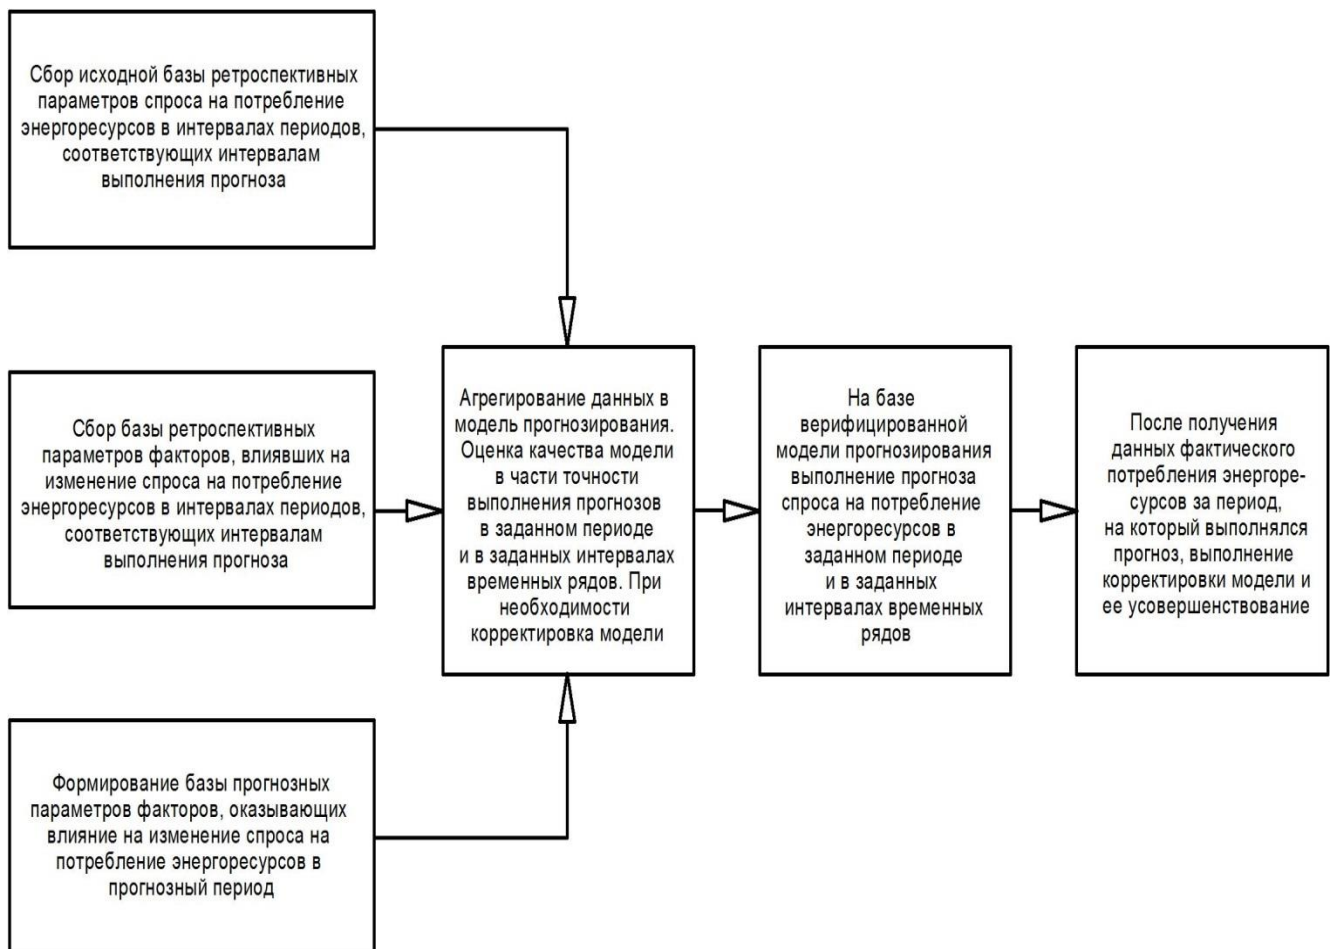 Сбор исходной базы ретроспективных
параметров спроса на потребление
энергоресурсов в интервалах периодов,
соответствующих интервалам
выполнения прогноза
Сбор базы ретроспективных
параметров факторов, влиявших на
изменение спроса на потребление
энергоресурсов в интервалах периодов,
соответствующих интервалам
выполнения прогноза
Формирование базы прогнозных
параметров факторов, оказывающих
влияние на изменение спроса на
потребление энергоресурсов в
прогнозный период
Агрегирование данных в
модель прогнозирования.
Оценка качества модели
в части точности
выполнения прогнозов
в заданном периоде
и в заданных интервалах
временных рядов. При
необходимости
корректировка модели
На базе
верифицированной
модели прогнозирования
выполнение прогноза
спроса на потребление
энергоресурсов в
заданном периоде
и в заданных
интервалах временных
рядов
После получения
данных фактического
потребления энергоре-
сурсов за период,
на который выполнялся
прогноз, выполнение
корректировки модели и
ее усовершенствование